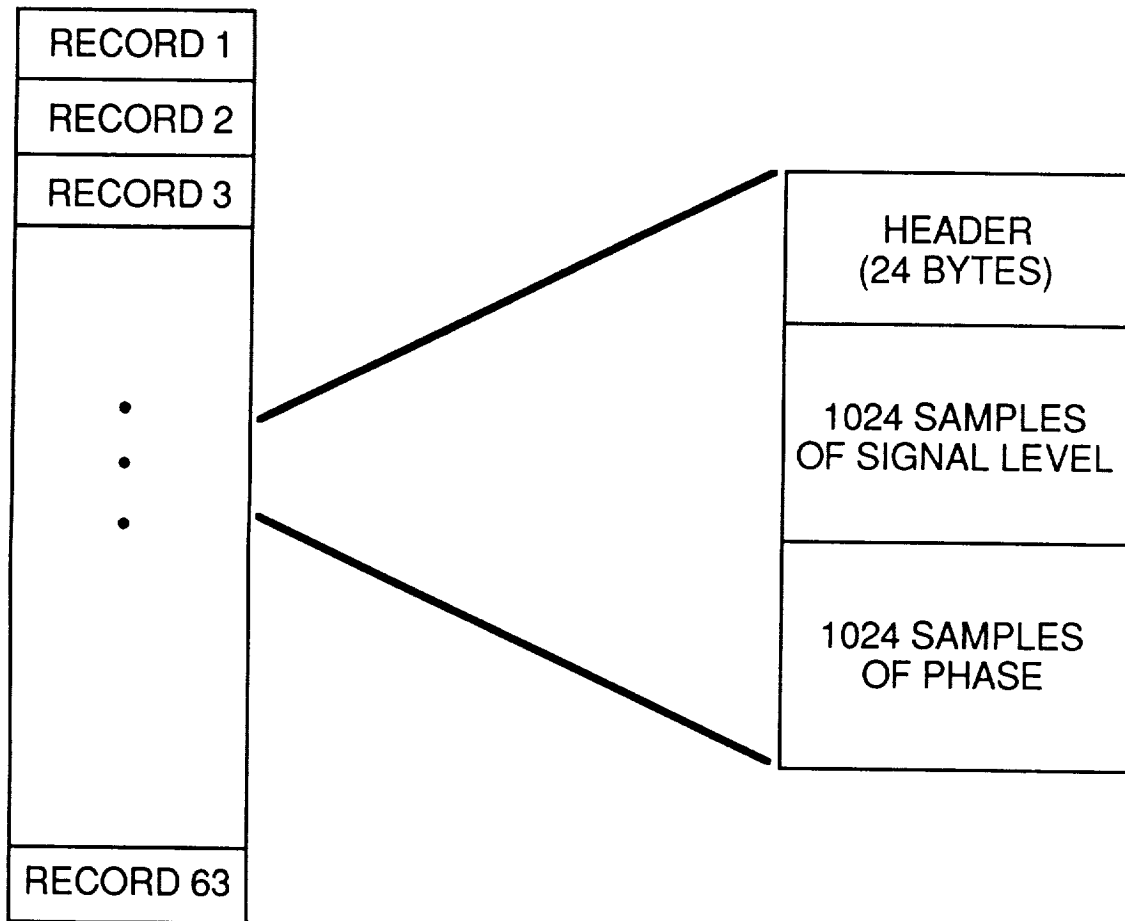 RECORD 1
RECORD 2
RECORD 3
RECORD 63
HEADER
(24 BYTES)
1024 SAMPLES
OF SIGNAL LEVEL
1024 SAMPLES
OF PHASE